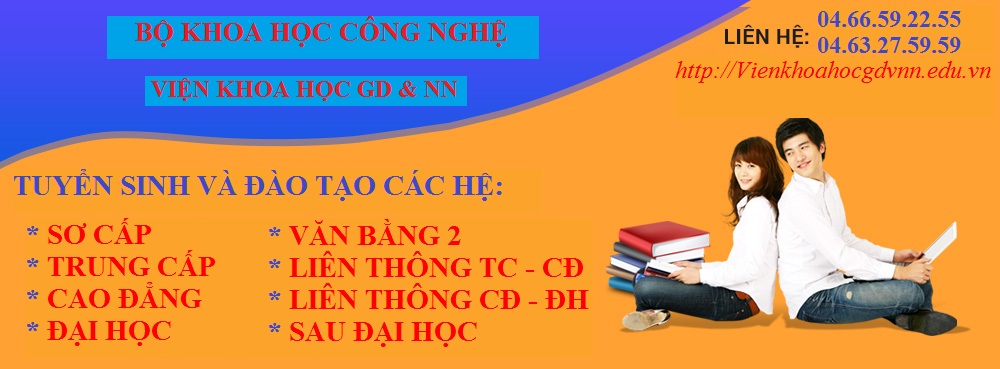 BỘ KHOA HỌC CÔNG NGHỆ
VIỆN KHOA HỌC GD & NN
LIÊN HỆ: 04.66.59.22.55
04.63.27.59.59
http://Vienkhoahocgdvnn.edu.vn
TUYỂN SINH VÀ ĐÀO TẠO CÁC HỆ:
* SƠ CẤP
* TRUNG CẤP
* CAO ĐẲNG
* ĐẠI HỌC
* VĂN BẰNG 2
* LIÊN THÔNG TC - CĐ
* LIÊN THÔNG CĐ - ĐH
* SAU ĐẠI HỌC